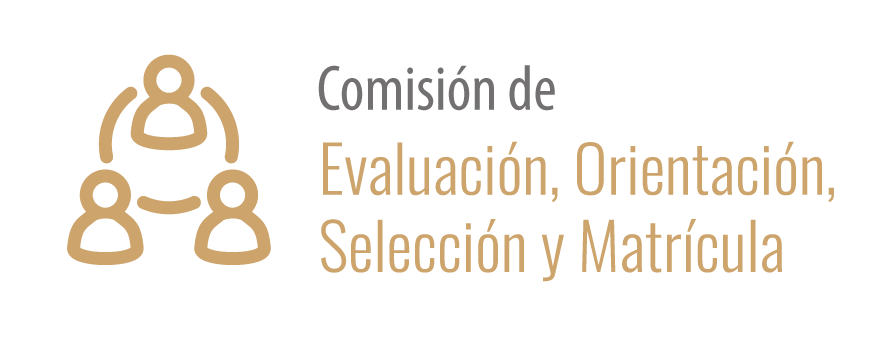 Comisión de
Evaluación, Orientación,
Selección y Matrícula